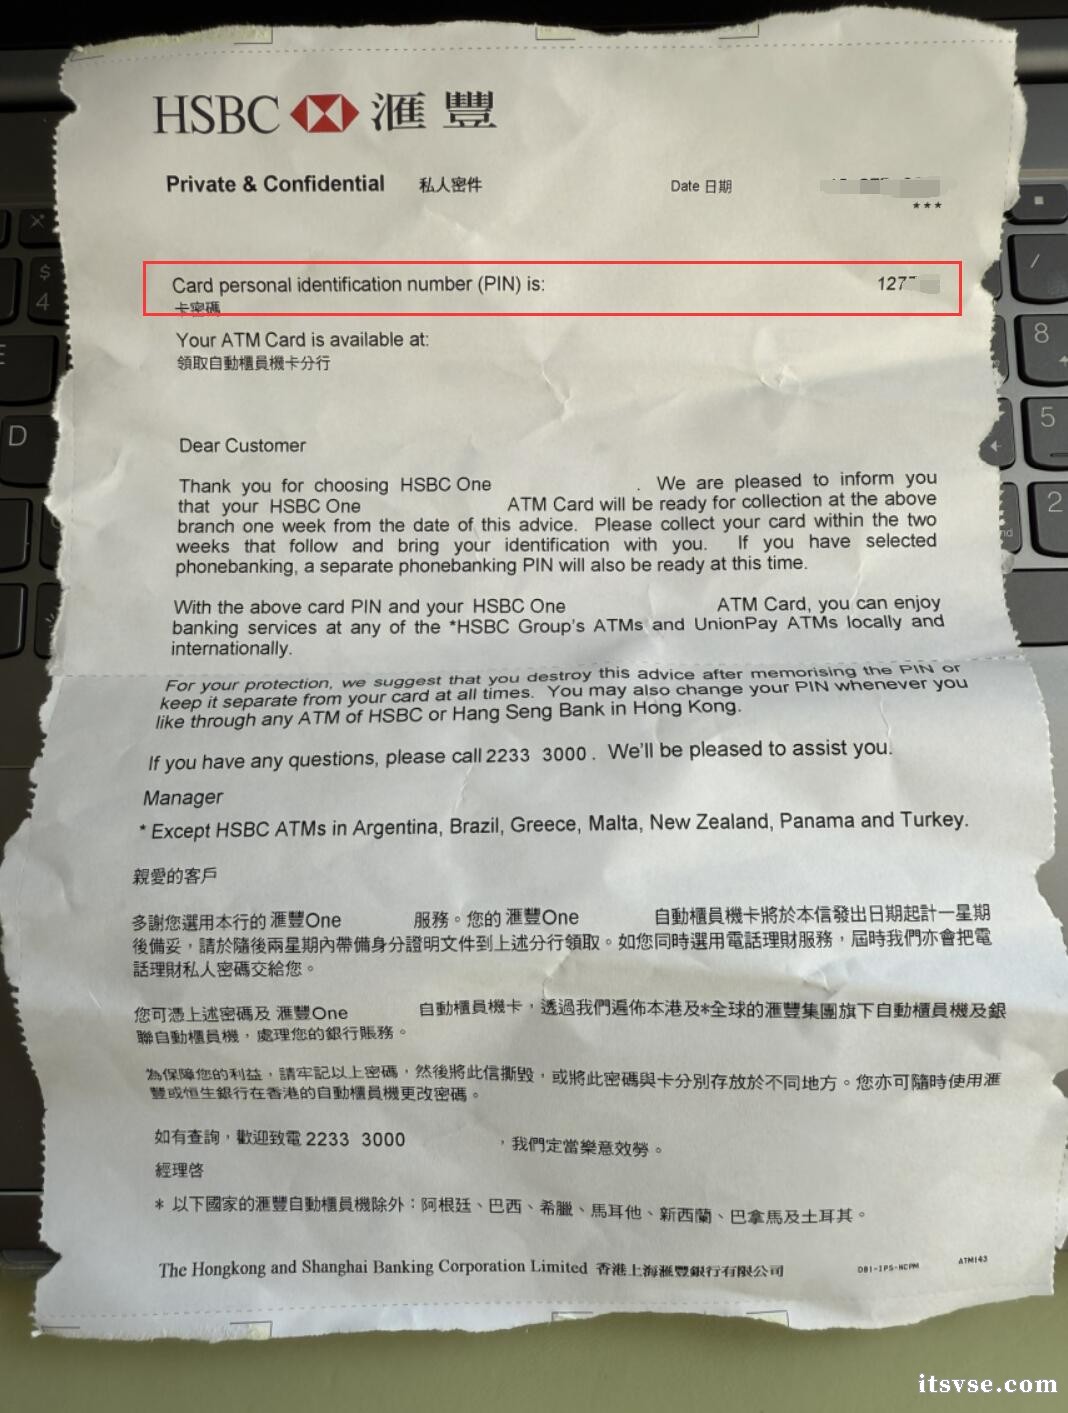 HSBC 滙豐
Private & Confidential 私人密件 Date 日期
***
Card personal identification number (PIN) is: 127
卡密碼
Your ATM Card is available at:
領取自動櫃員機卡分行
Dear Customer
Thank you for choosing HSBC One . We are pleased to inform you
that your HSBC One ATM Card will be ready for collection at the above
branch one week from the date of this advice. Please collect your card within the two
weeks that follow and bring your identification with you. If you have selected
phonebanking, a separate phonebanking PIN will also be ready at this time.
With the above card PIN and your HSBC One ATM Card, you can enjoy
banking services at any of the *HSBC Group's ATMs and UnionPay ATMs locally and
internationally.
For your protection, we suggest that you destroy this advice after memorising the PIN or
keep it separate from your card at all times. You may also change your PIN whenever you
like through any ATM of HSBC or Hang Seng Bank in Hong Kong.
If you have any questions, please call 2233 3000 . We'll be pleased to assist you.
Manager
* Except HSBC ATMs in Argentina, Brazil, Greece, Malta, New Zealand, Panama and Turkey.
親愛的客戶
多謝您選用本行的 滙豐One 服務。您的 滙豐One 自動櫃員機卡將於本信發出日期起計一星期
後備妥，請於隨後兩星期內帶備身分證明文件到上述分行領取。如您同時選用電話理財服務，屆時我們亦會把電
話理財私人密碼交給您。
您可憑上述密碼及 滙豐One 自動櫃員機卡，透過我們遍佈本港及*全球的滙豐集團旗下自動櫃員機及銀
聯自動櫃員機，處理您的銀行賬務。
為保障您的利益，請牢記以上密碼，然後將此信撕毀，或將此密碼與卡分別存放於不同地方。您亦可隨時使用滙
豐或恒生銀行在香港的自動櫃員機更改密碼。
如有查詢，歡迎致電 2233 3000 ，我們定當樂意效勞。
經理啓
* 以下國家的滙豐自動櫃員機除外：阿根廷、巴西、希臘、馬耳他、新西蘭、巴拿馬及土耳其。
The Hongkong and Shanghai Banking Corporation Limited 香港上海滙豐銀行有限公司 DBI-IPS-HCPM ATM143
$
4
E
D
/
8
5
2
itsvse.com